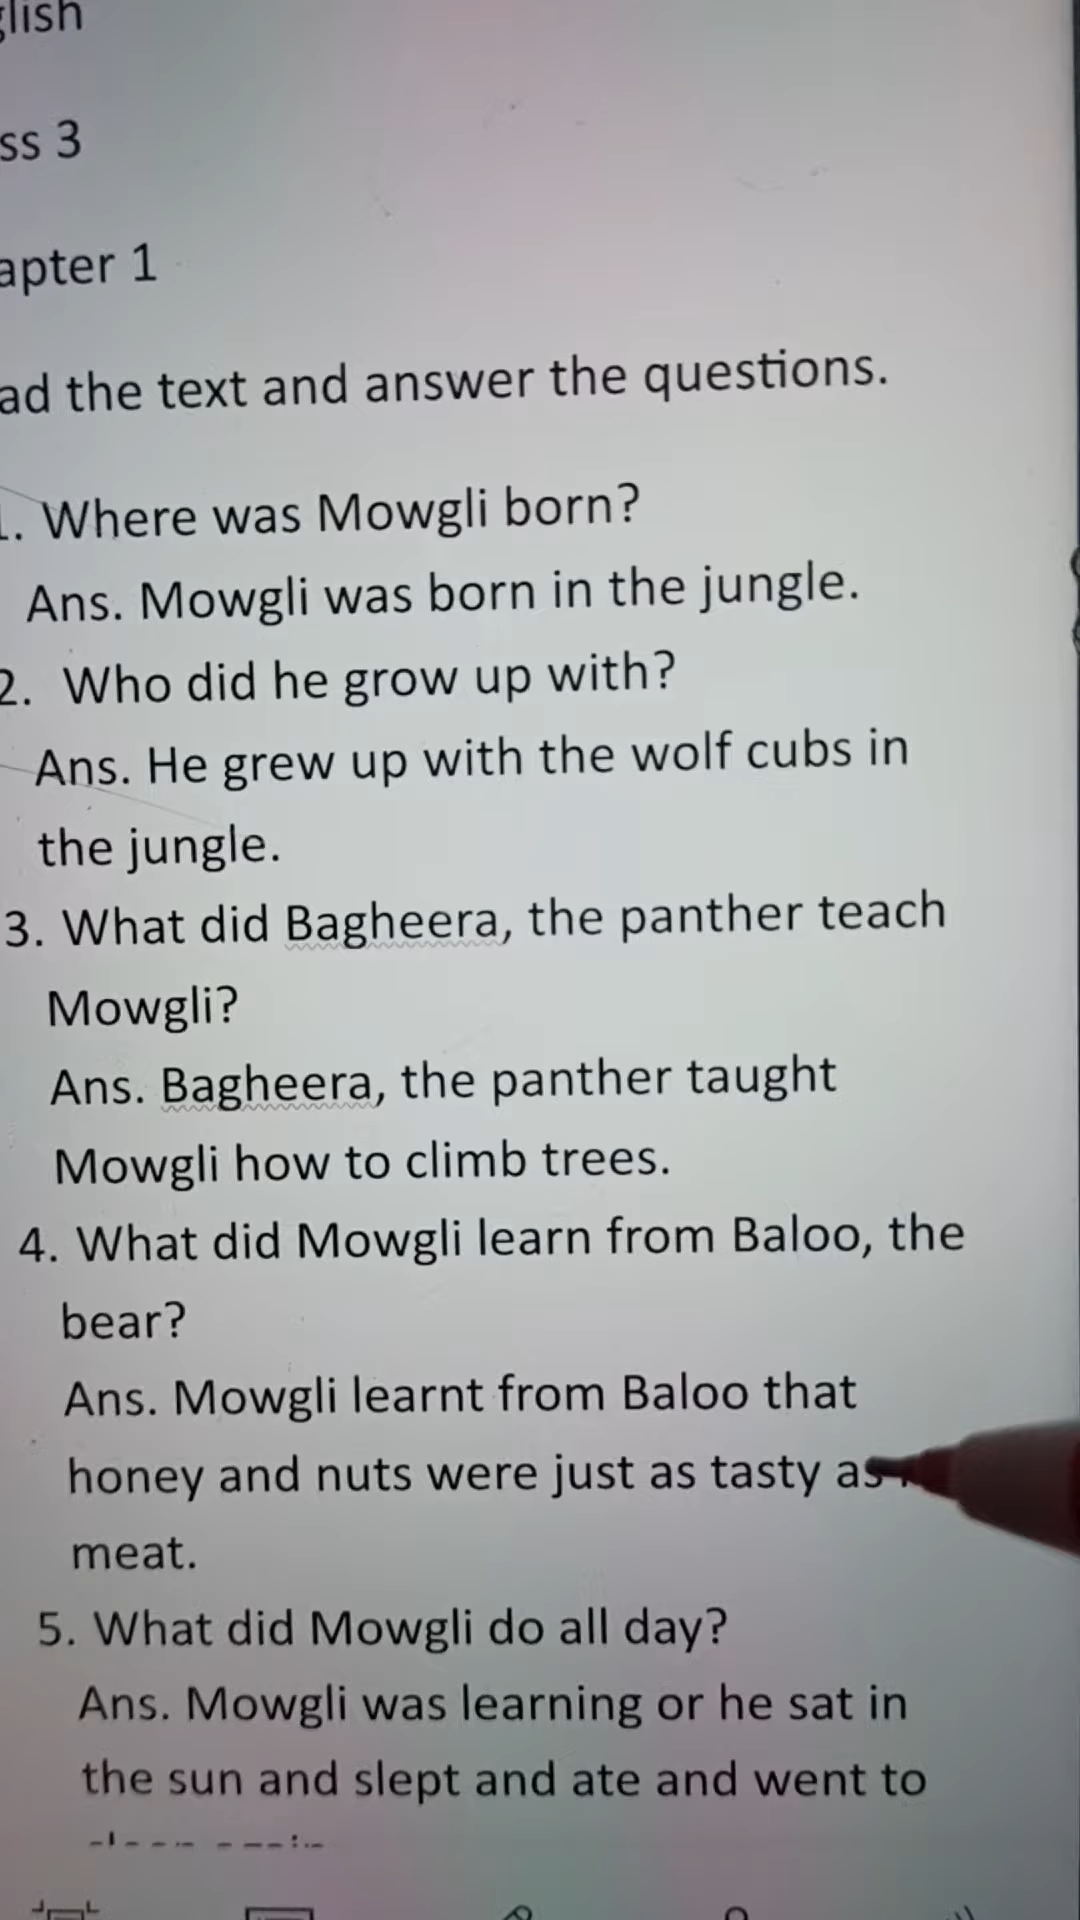 glish
ss 3
apter 1
ad the text and answer the questions.
1. Where was Mowgli born?
Ans. Mowgli was born in the jungle.
2. Who did he grow up with?
Ans. He grew up with the wolf cubs in
the jungle.
3. What did Bagheera, the panther teach
Mowgli?
Ans. Bagheera, the panther taught
Mowgli how to climb trees.
4. What did Mowgli learn from Baloo, the
bear?
Ans. Mowgli learnt from Baloo that
honey and nuts were just as tasty as
meat.
5. What did Mowgli do all day?
Ans. Mowgli was learning or he sat in
the sun and slept and ate and went to